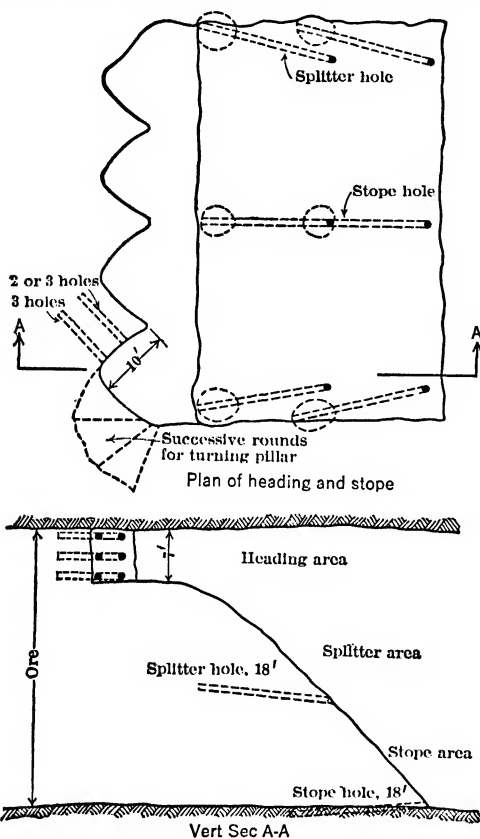 Splitter hole
Stope hole
2 or 3 holes
3 holes
A
A
10'
Successive rounds
for turning pillar
Plan of heading and stope
Heading area
7'
Ore
Splitter area
Splitter hole, 18'
Stope area
Stope hole, 18'
Vert Sec A-A